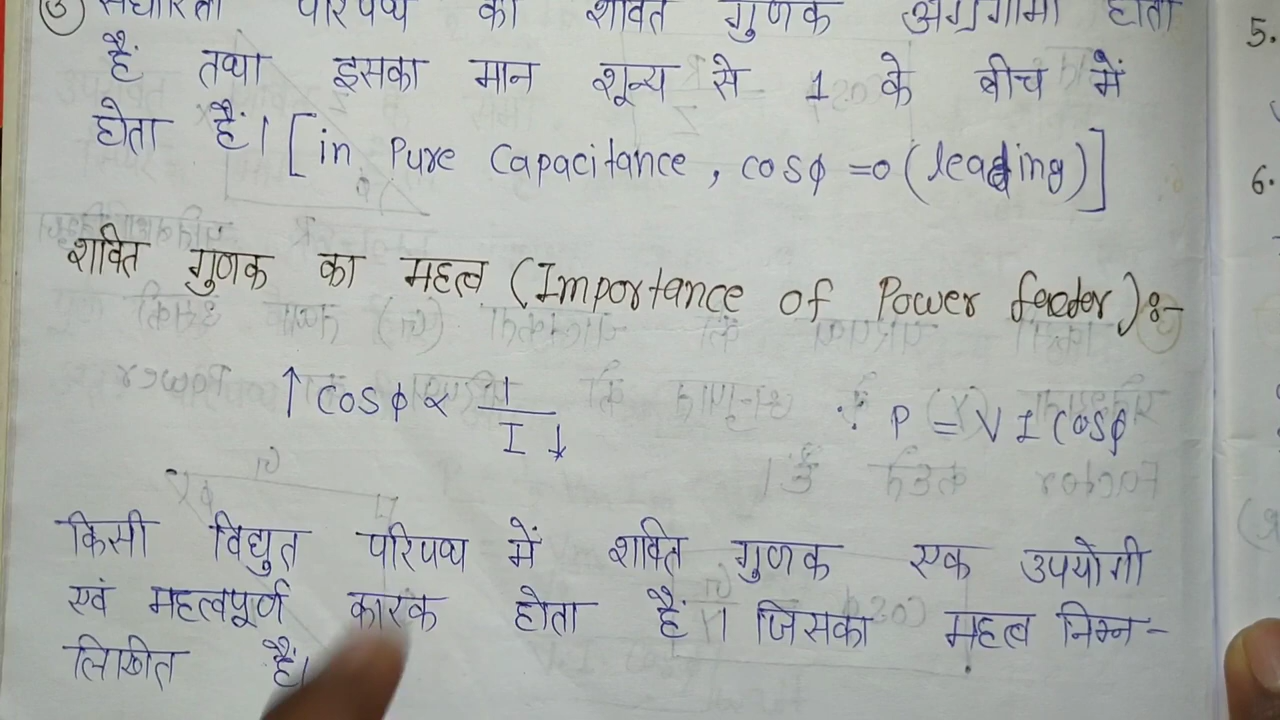 ③ संधारिता परिपथ का शक्ति गुणक अग्रगामी होता
हैं तथा इसका मान शून्य से 1 के बीच में
होता हैं। [in Pure Capacitance, cosϕ =0 (leading)]
शक्ति गुणक का महत्व (Importance of Power feeder):-
↑ cosϕ ∝ 1/I ↓ ∵ P = V I cosϕ
किसी विद्युत परिपथ में शक्ति गुणक एक उपयोगी
एवं महत्वपूर्ण कारक होता हैं। जिसका महत्व निम्न-
लिखित हैं।
5.
6.